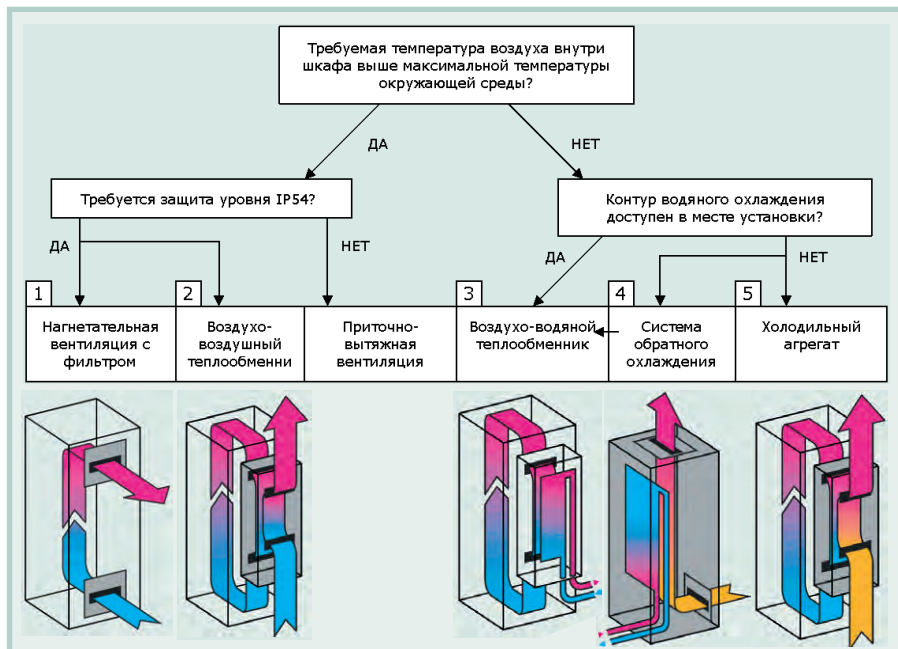 Требуемая температура воздуха внутри
шкафа выше максимальной температуры
окружающей среды?
ДА
НЕТ
Требуется защита уровня IP54?
Контур водяного охлаждения
доступен в месте установки?
ДА
НЕТ
ДА
НЕТ
1
2
3
4
5
Нагнетательная
вентиляция с
фильтром
Воздухо-
воздушный
теплообменни
Приточно-
вытяжная
вентиляция
Воздухо-водяной
теплообменник
Система
обратного
охлаждения
Холодильный
агрегат